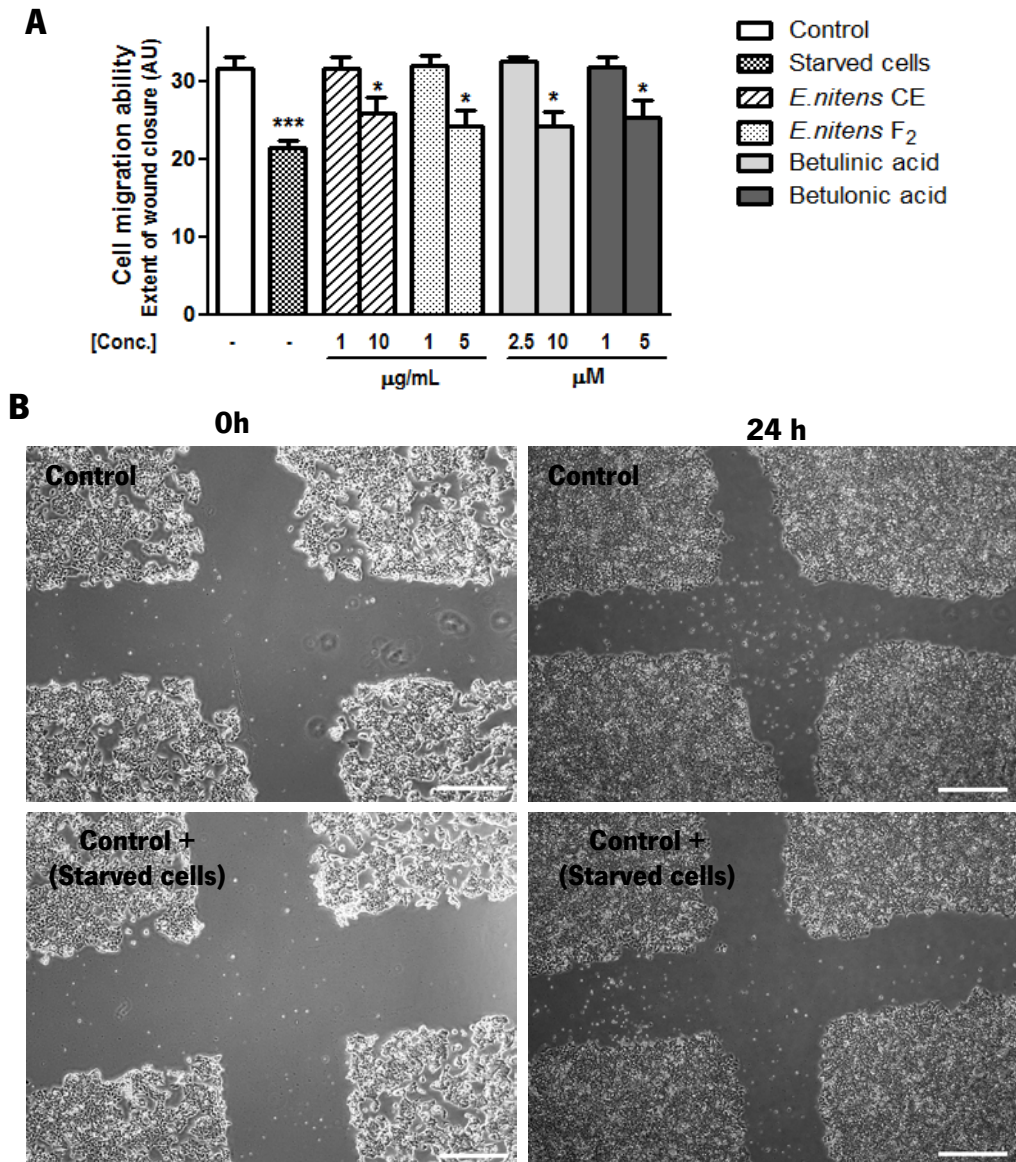 A
Cell migration ability
Extent of wound closure (AU)
30
20
10
0
***
*
*
*
*
Control
Starved cells
E.nitens CE
E.nitens F2
Betulinic acid
Betulonic acid
[Conc.] - - 1 10 1 5 2.5 10 1 5
μg/mL μM
B
0h 24 h
Control Control
Control + Control +
(Starved cells) (Starved cells)